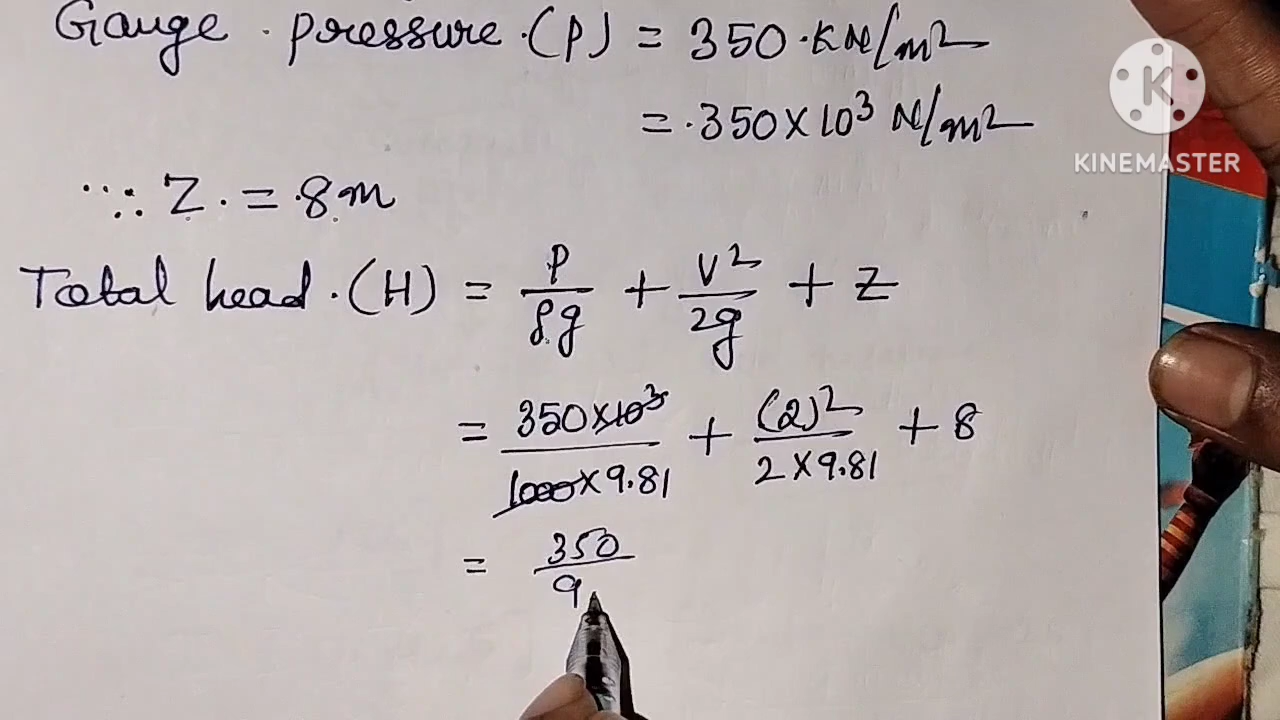 Gauge . pressure . (P) = 350 . KN/m²
= . 350 × 10³ N/m²
K
KINEMASTER
∵ Z . = . 8 m
Total head . (H) = P/ρg + V²/2g + Z
= 350×10³/1000×9.81 + (2)²/2×9.81 + 8
= 350/9